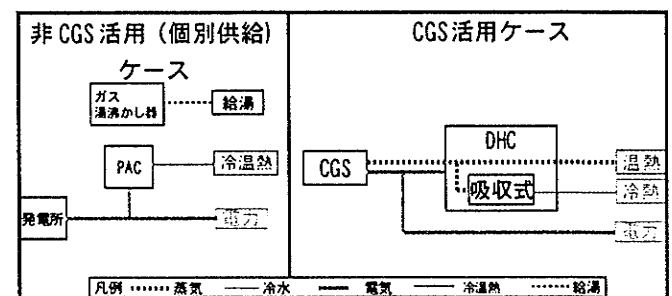 非CGS活用(個別供給)
ケース
ガス
湯沸かし器
給湯
PAC
冷温熱
発電所
電力
CGS活用ケース
DHC
CGS
温熱
吸収式
冷熱
電力
凡例 蒸気 冷水 電気 冷温熱 給湯